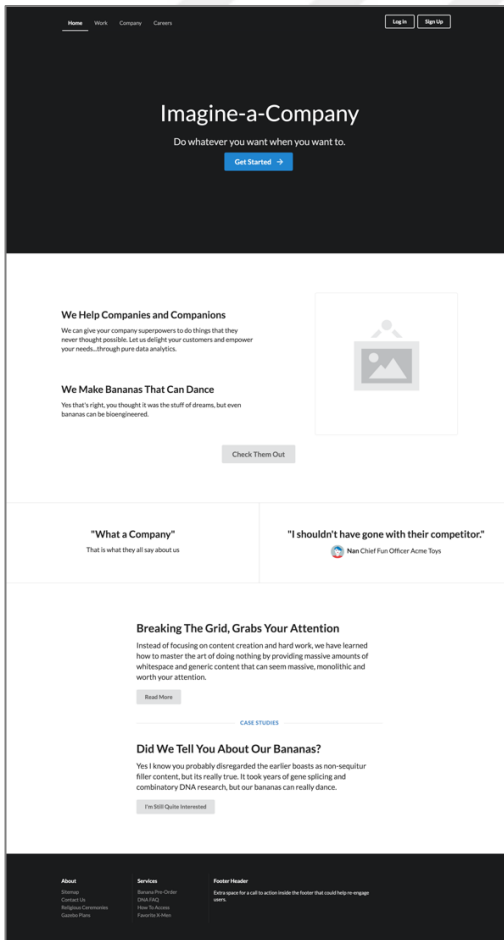 Home Work Company Careers Log in Sign Up
Imagine-a-Company
Do whatever you want when you want to.
Get Started
We Help Companies and Companions
We can give your company superpowers to do things that they
never thought possible. Let us delight your customers and empower
your needs...through pure data analytics.
We Make Bananas That Can Dance
Yes that's right, you thought it was the stuff of dreams, but even
bananas can be bioengineered.
Check Them Out
"What a Company"
That is what they all say about us
"I shouldn't have gone with their competitor."
Nan Chief Fun Officer Acme Toys
Breaking The Grid, Grabs Your Attention
Instead of focusing on content creation and hard work, we have learned
how to master the art of doing nothing by providing massive amounts of
whitespace and generic content that can seem massive, monolithic and
worth your attention.
Read More
CASE STUDIES
Did We Tell You About Our Bananas?
Yes I know you probably disregarded the earlier boasts as non-sequitur
filler content, but its really true. It took years of gene splicing and
combinatory DNA research, but our bananas can really dance.
I'm Still Quite Interested
About
Sitemap
Contact Us
Religious Ceremonies
Gazebo Plans
Services
Banana Pre-Order
DNA FAQ
How To Access
Favorite X-Men
Footer Header
Extra space for a call to action inside the footer that could help re-engage
users.